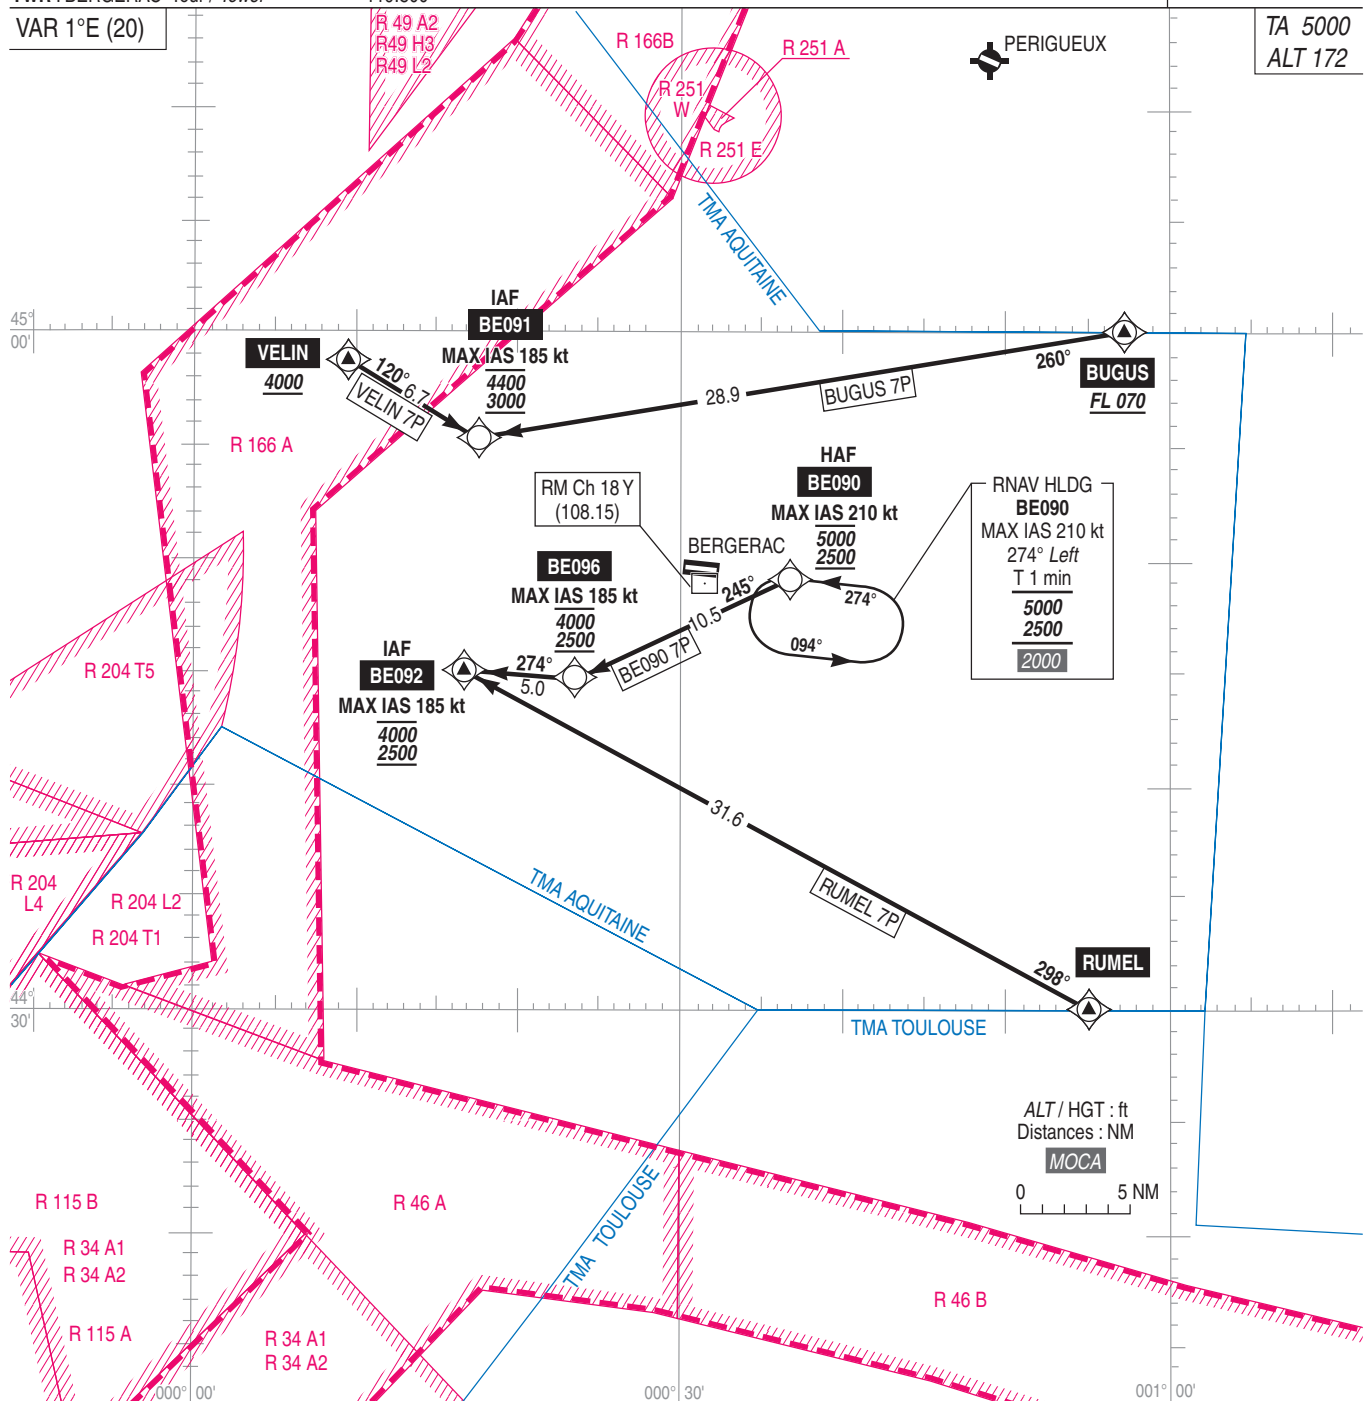 VAR 1°E (20)
TA 5000
ALT 172
R 49 A2
R49 H3
R49 L2
R 166B
R 251 A
R 251
W
R 251 E
PERIGUEUX
TMA AQUITAINE
45°
00'
IAF
BE091
MAX IAS 185 kt
4400
3000
VELIN
4000
120°
6.7
VELIN 7P
28.9
BUGUS 7P
260°
BUGUS
FL 070
R 166 A
RM Ch 18 Y
(108.15)
HAF
BE090
MAX IAS 210 kt
5000
2500
BERGERAC
RNAV HLDG
BE090
MAX IAS 210 kt
274° Left
T 1 min
5000
2500
2000
BE096
MAX IAS 185 kt
4000
2500
245°
10.5
BE090 7P
274°
094°
IAF
BE092
MAX IAS 185 kt
4000
2500
274°
5.0
R 204 T5
31.6
RUMEL 7P
298°
RUMEL
R 204
L4
R 204 L2
R 204 T1
TMA AQUITAINE
44°
30'
TMA TOULOUSE
ALT / HGT : ft
Distances : NM
MOCA
0 5 NM
TMA TOULOUSE
R 46 A
R 115 B
R 34 A1
R 34 A2
R 115 A
R 34 A1
R 34 A2
R 46 B
000° 00'
000° 30'
001° 00'